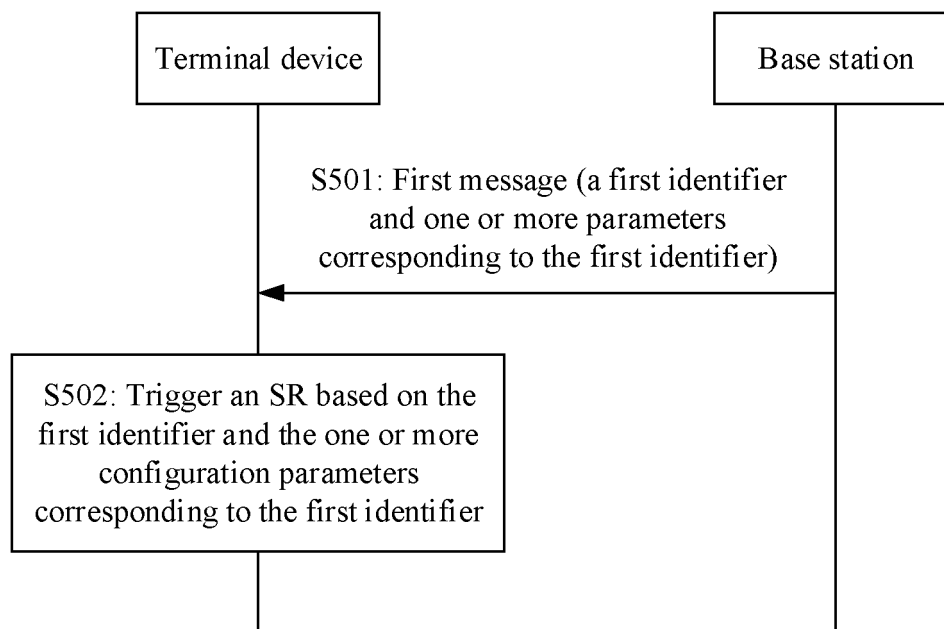 Terminal device
Base station
S501: First message (a first identifier
and one or more parameters
corresponding to the first identifier)
S502: Trigger an SR based on the
first identifier and the one or more
configuration parameters
corresponding to the first identifier